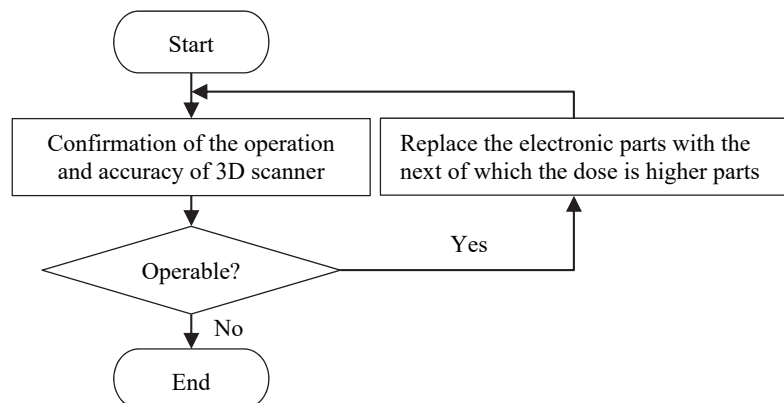 Start
Confirmation of the operation
and accuracy of 3D scanner
Replace the electronic parts with the
next of which the dose is higher parts
Operable?
Yes
No
End